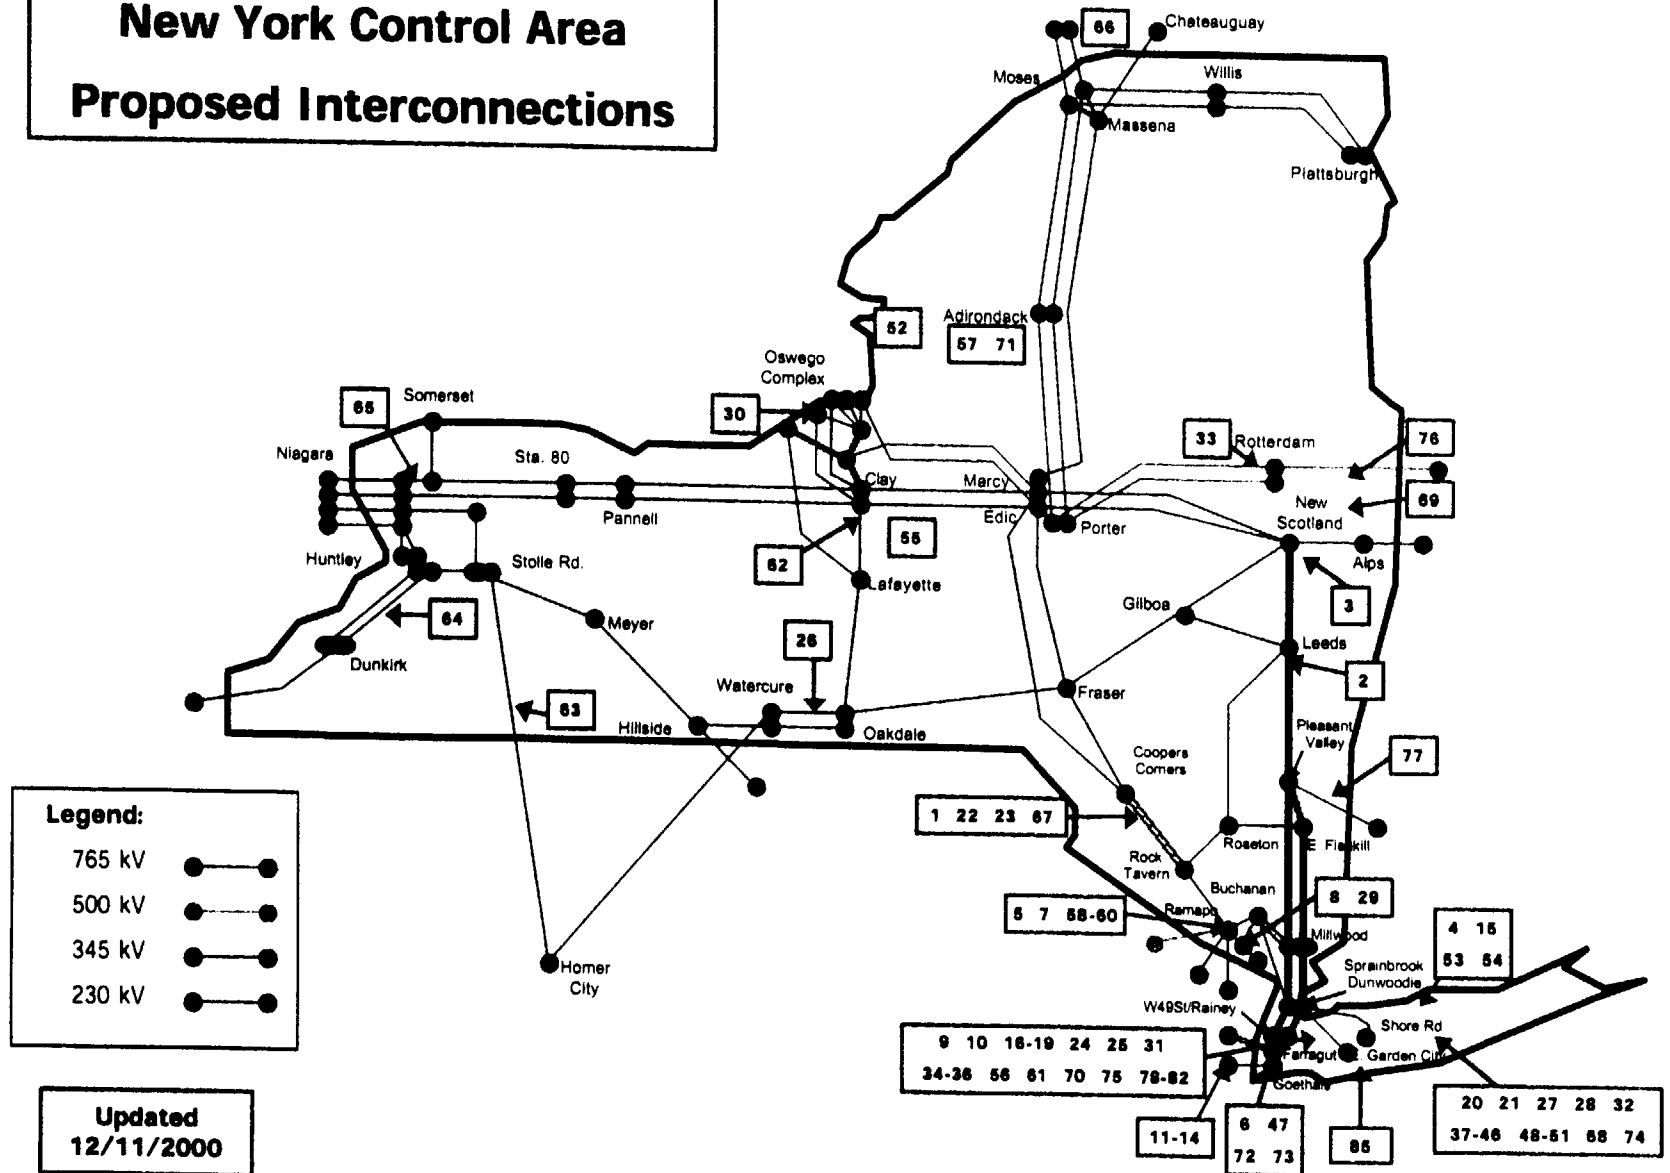 New York Control Area
Proposed Interconnections
66
Chateauguay
Moses
Willis
Massena
Plattsburgh
Adirondack
57 71
52
Oswego
Complex
30
65
Somerset
Niagara
Sta. 80
Pannell
Clay
Marcy
Edic
Porter
33
Rotterdam
76
69
New
Scotland
Alps
55
62
Huntley
Stolle Rd.
Lafayette
64
Meyer
Dunkirk
26
Watercure
63
Hillside
Oakdale
Gilboa
3
Leeds
2
Fraser
Pleasant
Valley
77
Coopers
Corners
1 22 23 67
Roseton
E Fishkill
Rock
Tavern
Buchanan
8 29
5 7 58-60
Ramapo
Millwood
4 15
53 54
Sprainbrook
Dunwoodie
W49St/Rainey
Shore Rd
Farragut
E. Garden City
Goethals
9 10 16-19 24 25 31
34-36 56 61 70 75 78-82
11-14
6 47
72 73
85
20 21 27 28 32
37-46 48-51 68 74
Homer
City
Legend:
765 kV
500 kV
345 kV
230 kV
Updated
12/11/2000